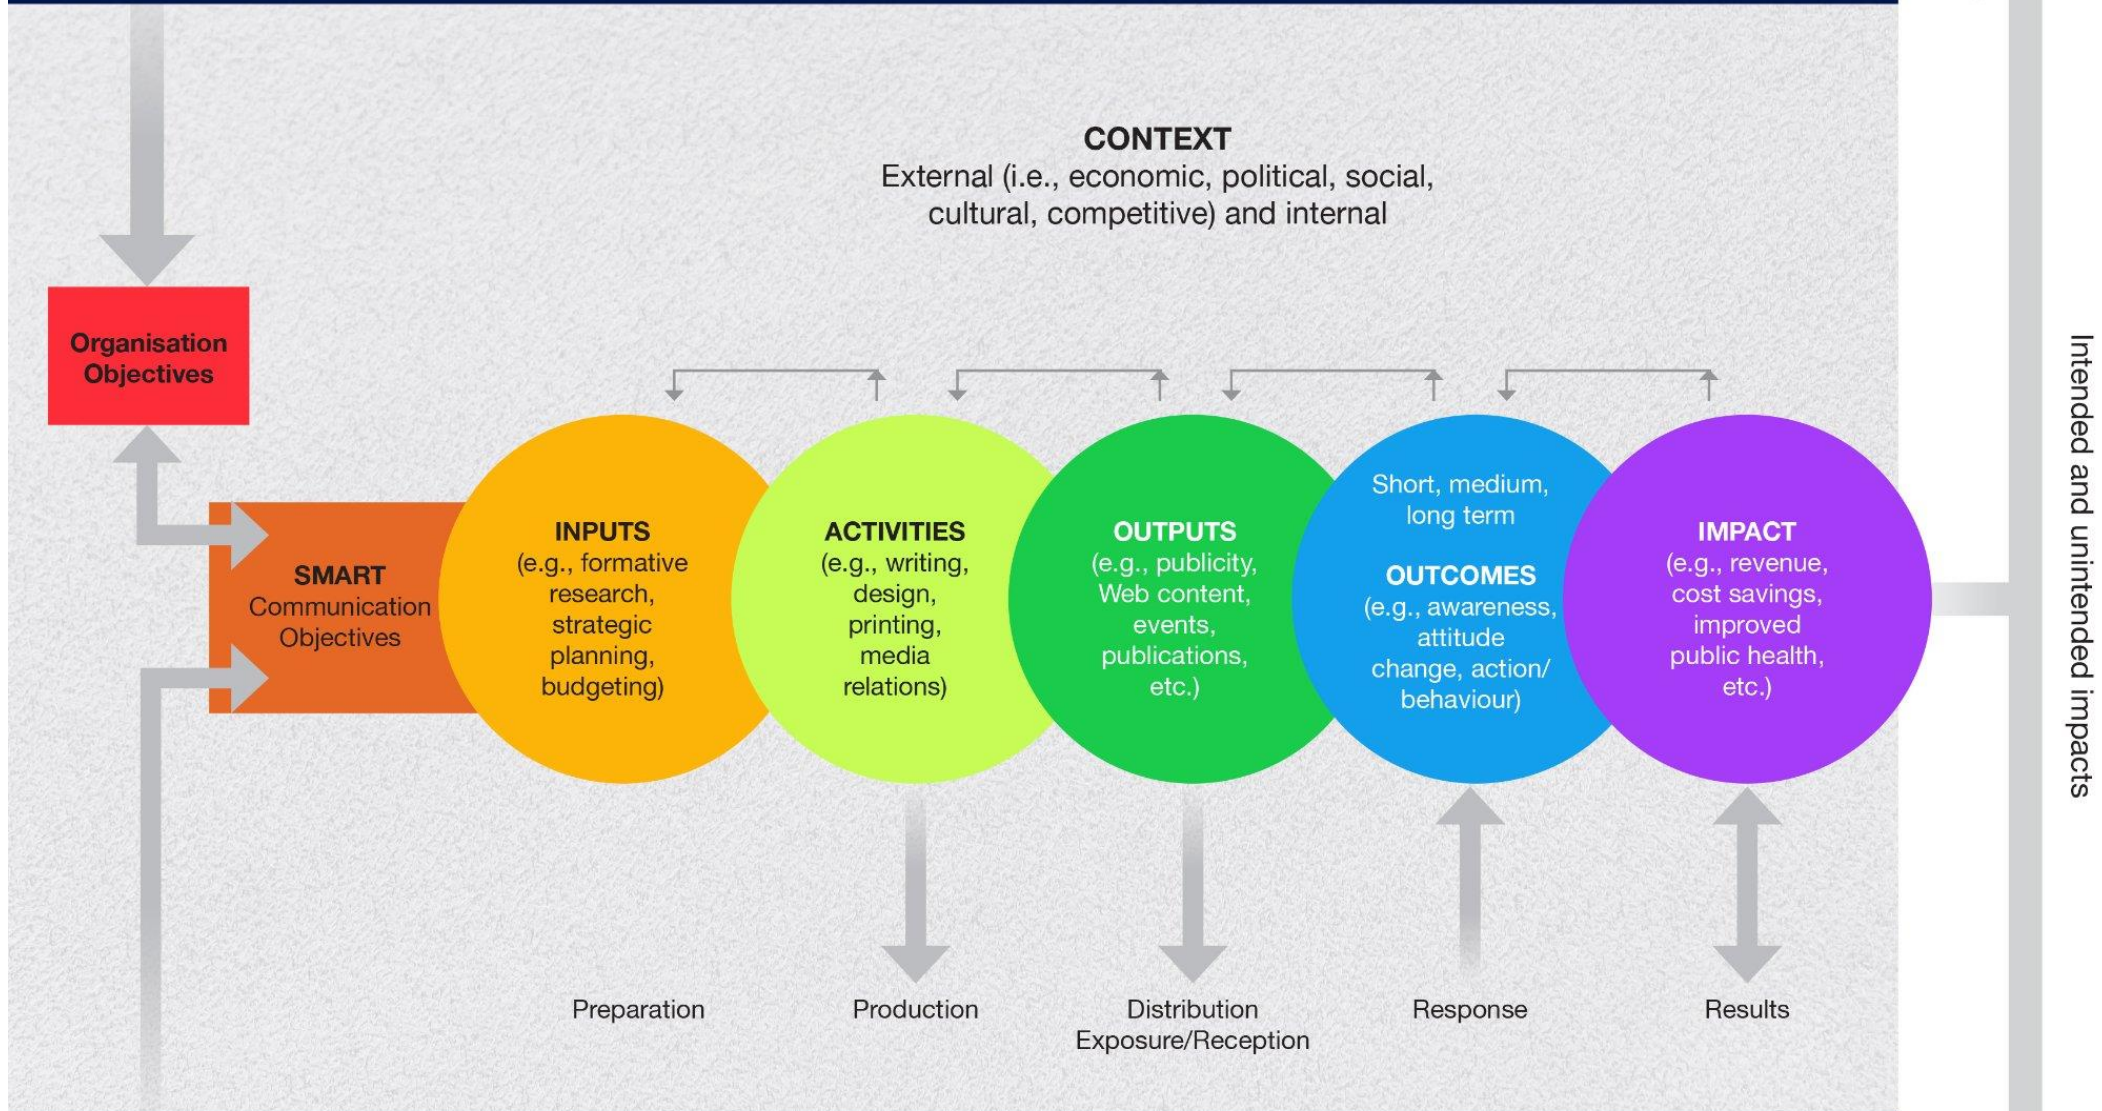 CONTEXT
External (i.e., economic, political, social,
cultural, competitive) and internal
Organisation
Objectives
SMART
Communication
Objectives
INPUTS
(e.g., formative
research,
strategic
planning,
budgeting)
ACTIVITIES
(e.g., writing,
design,
printing,
media
relations)
OUTPUTS
(e.g., publicity,
Web content,
events,
publications,
etc.)
Short, medium,
long term
OUTCOMES
(e.g., awareness,
attitude
change, action/
behaviour)
IMPACT
(e.g., revenue,
cost savings,
improved
public health,
etc.)
Preparation
Production
Distribution
Exposure/Reception
Response
Results
Intended and unintended impacts